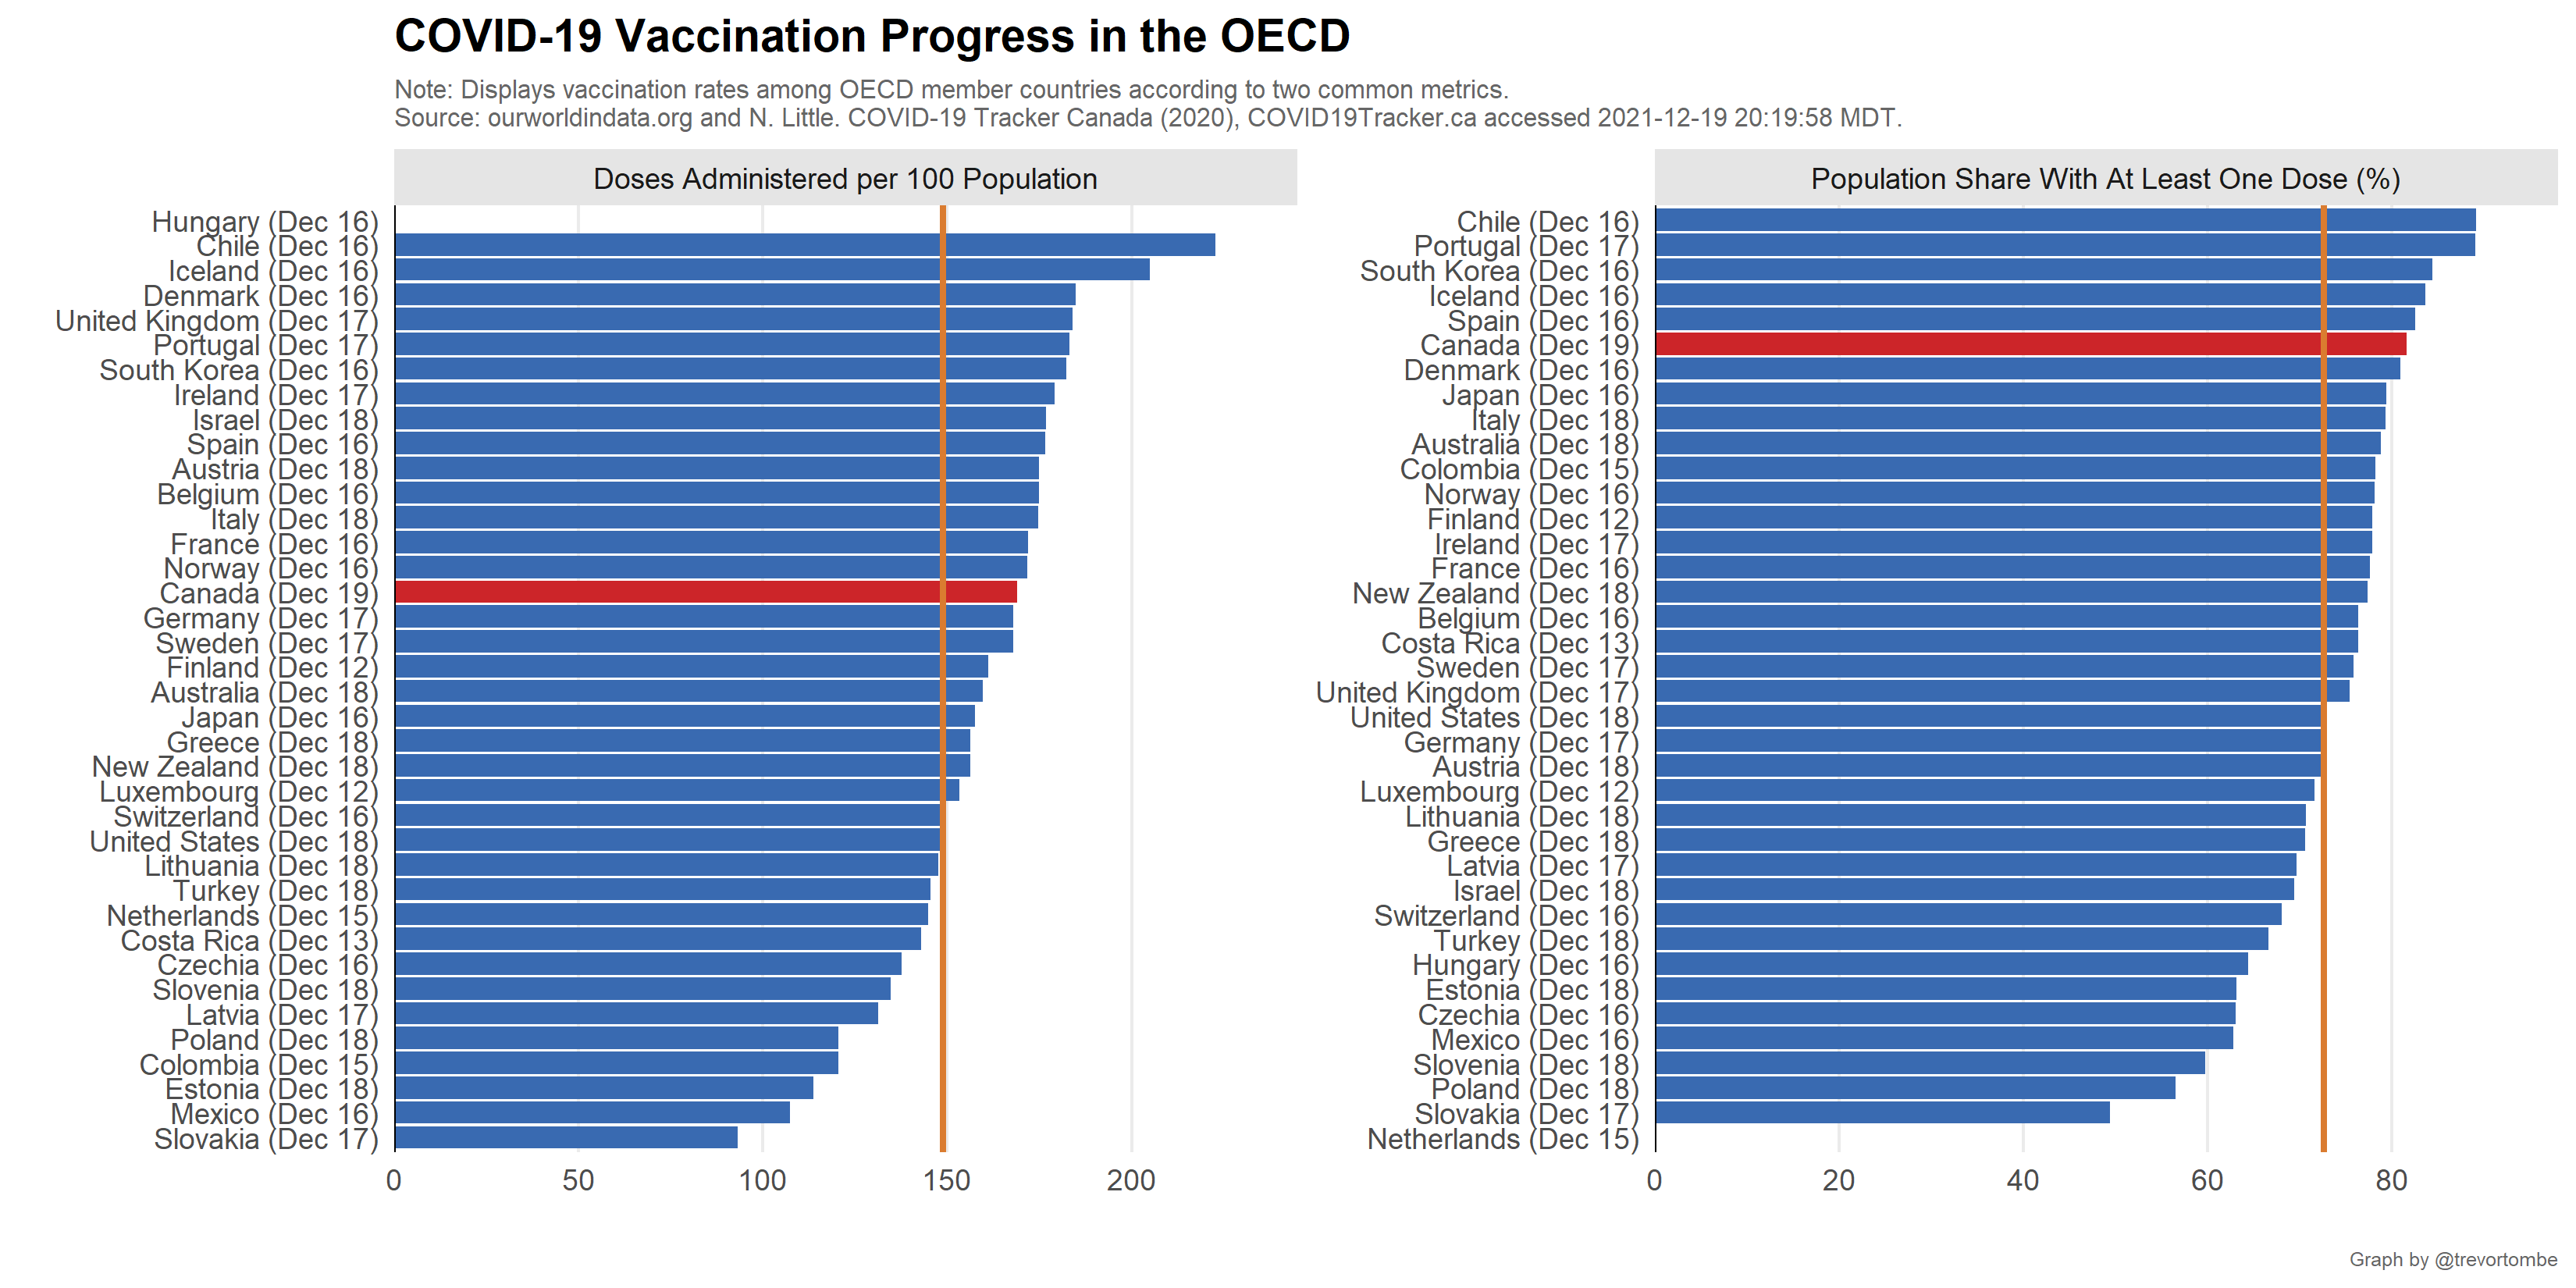 COVID-19 Vaccination Progress in the OECD
Note: Displays vaccination rates among OECD member countries according to two common metrics.
Source: ourworldindata.org and N. Little. COVID-19 Tracker Canada (2020), COVID19Tracker.ca accessed 2021-12-19 20:19:58 MDT.
Doses Administered per 100 Population
Hungary (Dec 16)
Chile (Dec 16)
Iceland (Dec 16)
Denmark (Dec 16)
United Kingdom (Dec 17)
Portugal (Dec 17)
South Korea (Dec 16)
Ireland (Dec 17)
Israel (Dec 18)
Spain (Dec 16)
Austria (Dec 18)
Belgium (Dec 16)
Italy (Dec 18)
France (Dec 16)
Norway (Dec 16)
Canada (Dec 19)
Germany (Dec 17)
Sweden (Dec 17)
Finland (Dec 12)
Australia (Dec 18)
Japan (Dec 16)
Greece (Dec 18)
New Zealand (Dec 18)
Luxembourg (Dec 12)
Switzerland (Dec 16)
United States (Dec 18)
Lithuania (Dec 18)
Turkey (Dec 18)
Netherlands (Dec 15)
Costa Rica (Dec 13)
Czechia (Dec 16)
Slovenia (Dec 18)
Latvia (Dec 17)
Poland (Dec 18)
Colombia (Dec 15)
Estonia (Dec 18)
Mexico (Dec 16)
Slovakia (Dec 17)
0 50 100 150 200
Population Share With At Least One Dose (%)
Chile (Dec 16)
Portugal (Dec 17)
South Korea (Dec 16)
Iceland (Dec 16)
Spain (Dec 16)
Canada (Dec 19)
Denmark (Dec 16)
Japan (Dec 16)
Italy (Dec 18)
Australia (Dec 18)
Colombia (Dec 15)
Norway (Dec 16)
Finland (Dec 12)
Ireland (Dec 17)
France (Dec 16)
New Zealand (Dec 18)
Belgium (Dec 16)
Costa Rica (Dec 13)
Sweden (Dec 17)
United Kingdom (Dec 17)
United States (Dec 18)
Germany (Dec 17)
Austria (Dec 18)
Luxembourg (Dec 12)
Lithuania (Dec 18)
Greece (Dec 18)
Latvia (Dec 17)
Israel (Dec 18)
Switzerland (Dec 16)
Turkey (Dec 18)
Hungary (Dec 16)
Estonia (Dec 18)
Czechia (Dec 16)
Mexico (Dec 16)
Slovenia (Dec 18)
Poland (Dec 18)
Slovakia (Dec 17)
Netherlands (Dec 15)
0 20 40 60 80
Graph by @trevortombe